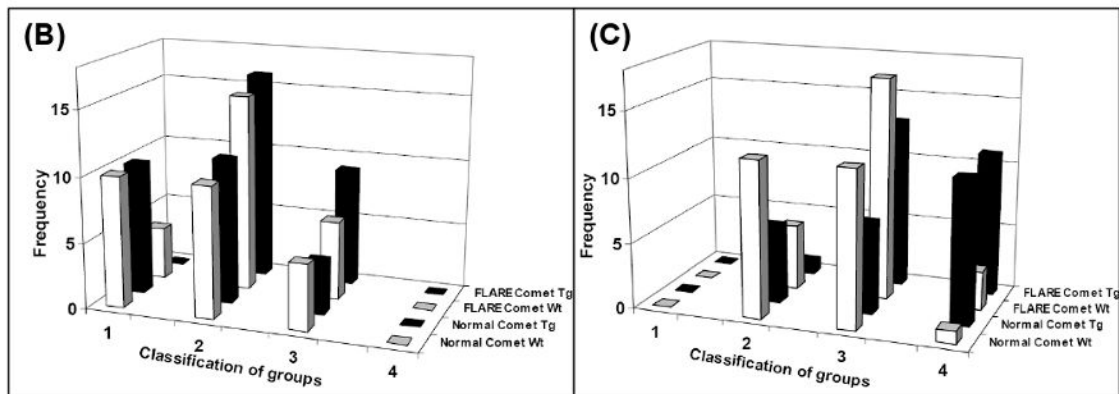 (B)
15
10
5
0
Frequency
1
2
3
4
Classification of groups
FLARE Comet Tg
FLARE Comet Wt
Normal Comet Tg
Normal Comet Wt
(C)
15
10
5
0
Frequency
1
2
3
4
Classification of groups
FLARE Comet Tg
FLARE Comet Wt
Normal Comet Tg
Normal Comet Wt